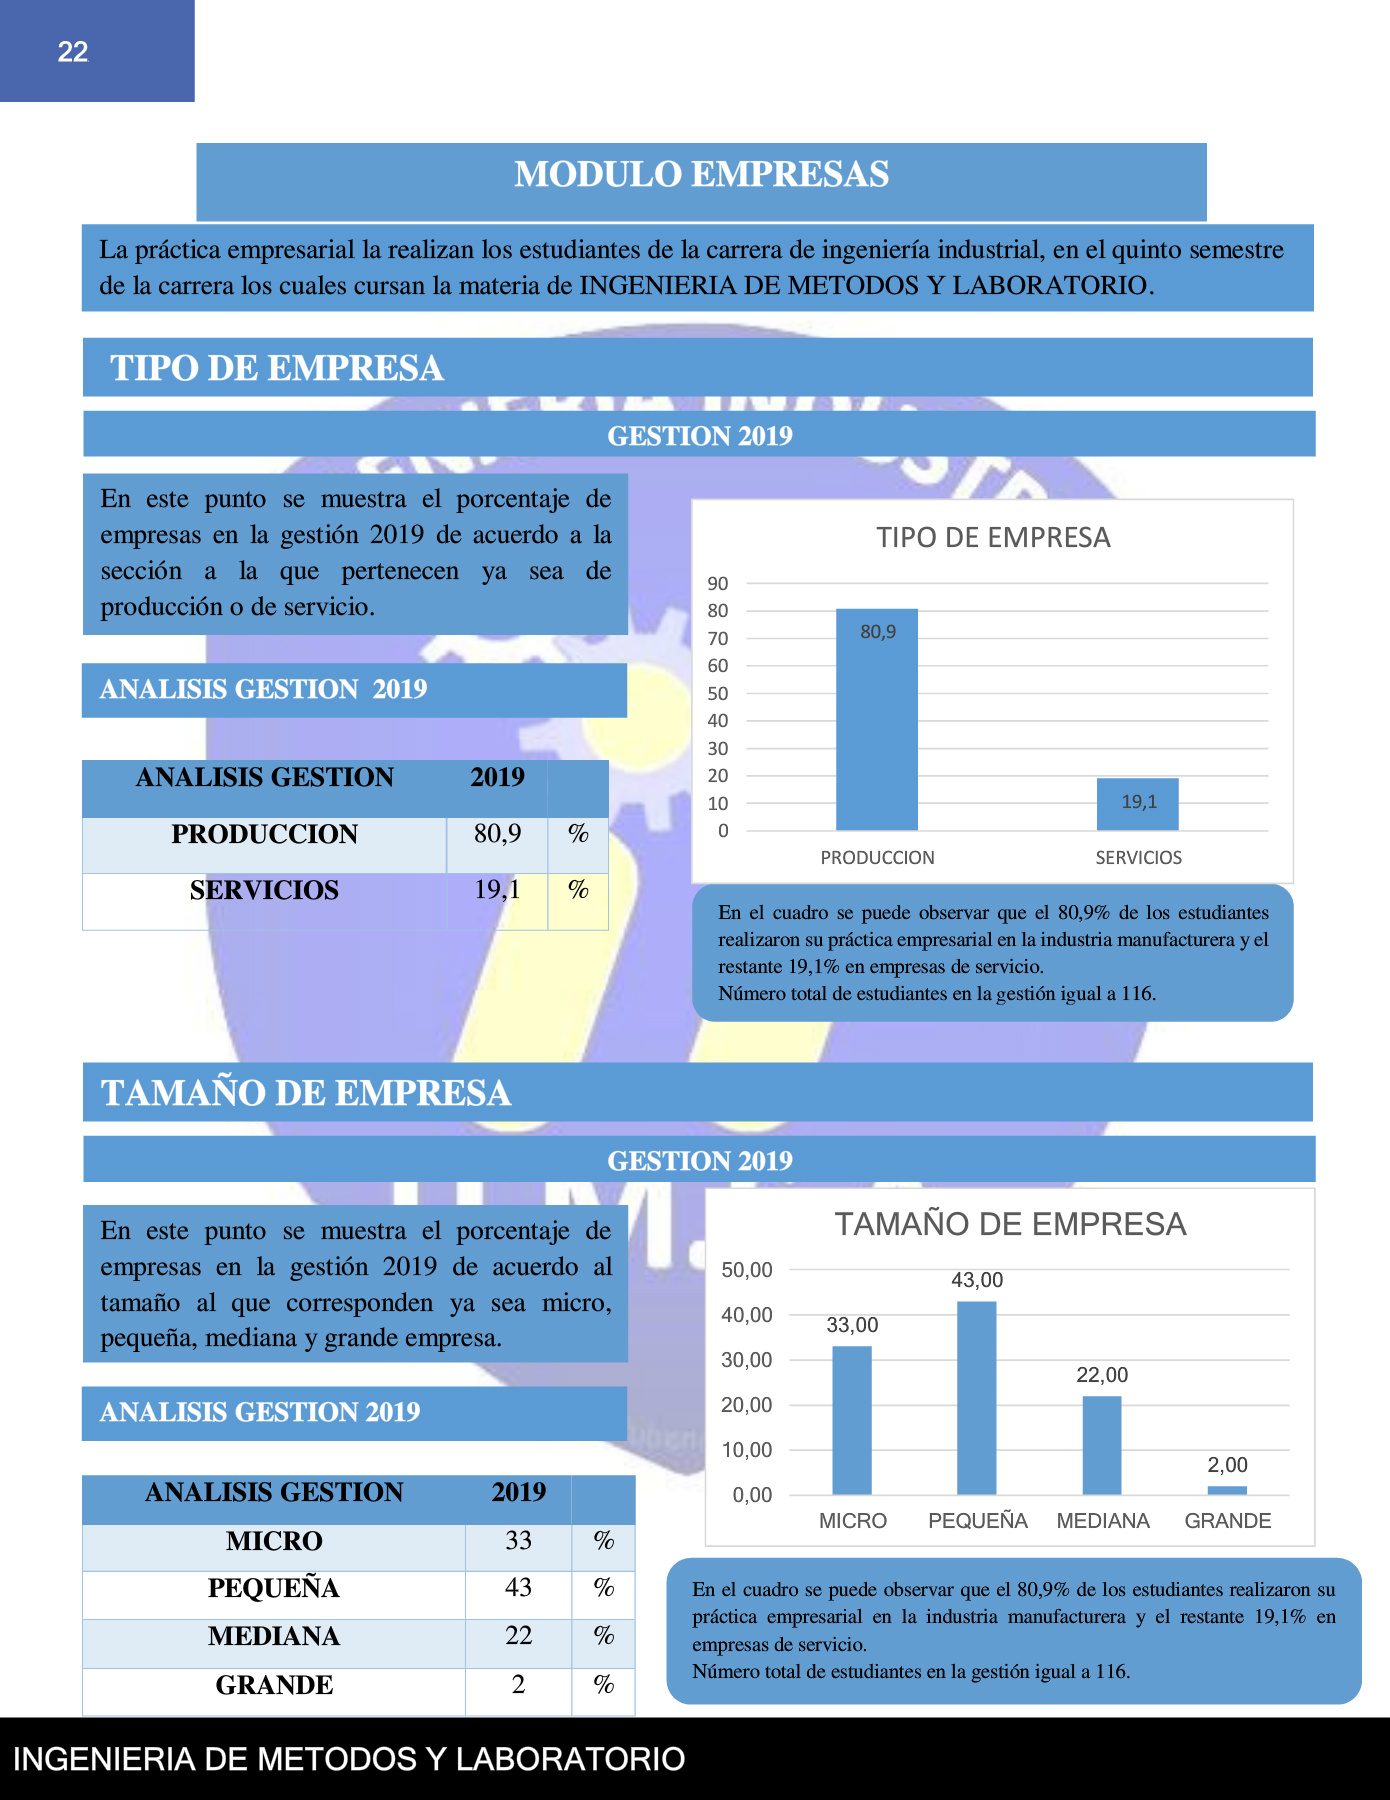 22
MODULO EMPRESAS
La práctica empresarial la realizan los estudiantes de la carrera de ingeniería industrial, en el quinto semestre
de la carrera los cuales cursan la materia de INGENIERIA DE METODOS Y LABORATORIO.
TIPO DE EMPRESA
GESTION 2019
En este punto se muestra el porcentaje de
empresas en la gestión 2019 de acuerdo a la
sección a la que pertenecen ya sea de
producción o de servicio.
ANALISIS GESTION 2019
ANALISIS GESTION 2019
PRODUCCION 80,9 %
SERVICIOS 19,1 %
TIPO DE EMPRESA
90
80
70
60
50
40
30
20
10
0
80,9
19,1
PRODUCCION SERVICIOS
En el cuadro se puede observar que el 80,9% de los estudiantes
realizaron su práctica empresarial en la industria manufacturera y el
restante 19,1% en empresas de servicio.
Número total de estudiantes en la gestión igual a 116.
TAMAÑO DE EMPRESA
GESTION 2019
En este punto se muestra el porcentaje de
empresas en la gestión 2019 de acuerdo al
tamaño al que corresponden ya sea micro,
pequeña, mediana y grande empresa.
ANALISIS GESTION 2019
ANALISIS GESTION 2019
MICRO 33 %
PEQUEÑA 43 %
MEDIANA 22 %
GRANDE 2 %
TAMAÑO DE EMPRESA
50,00
40,00
30,00
20,00
10,00
0,00
33,00
43,00
22,00
2,00
MICRO PEQUEÑA MEDIANA GRANDE
En el cuadro se puede observar que el 80,9% de los estudiantes realizaron su
práctica empresarial en la industria manufacturera y el restante 19,1% en
empresas de servicio.
Número total de estudiantes en la gestión igual a 116.
INGENIERIA DE METODOS Y LABORATORIO